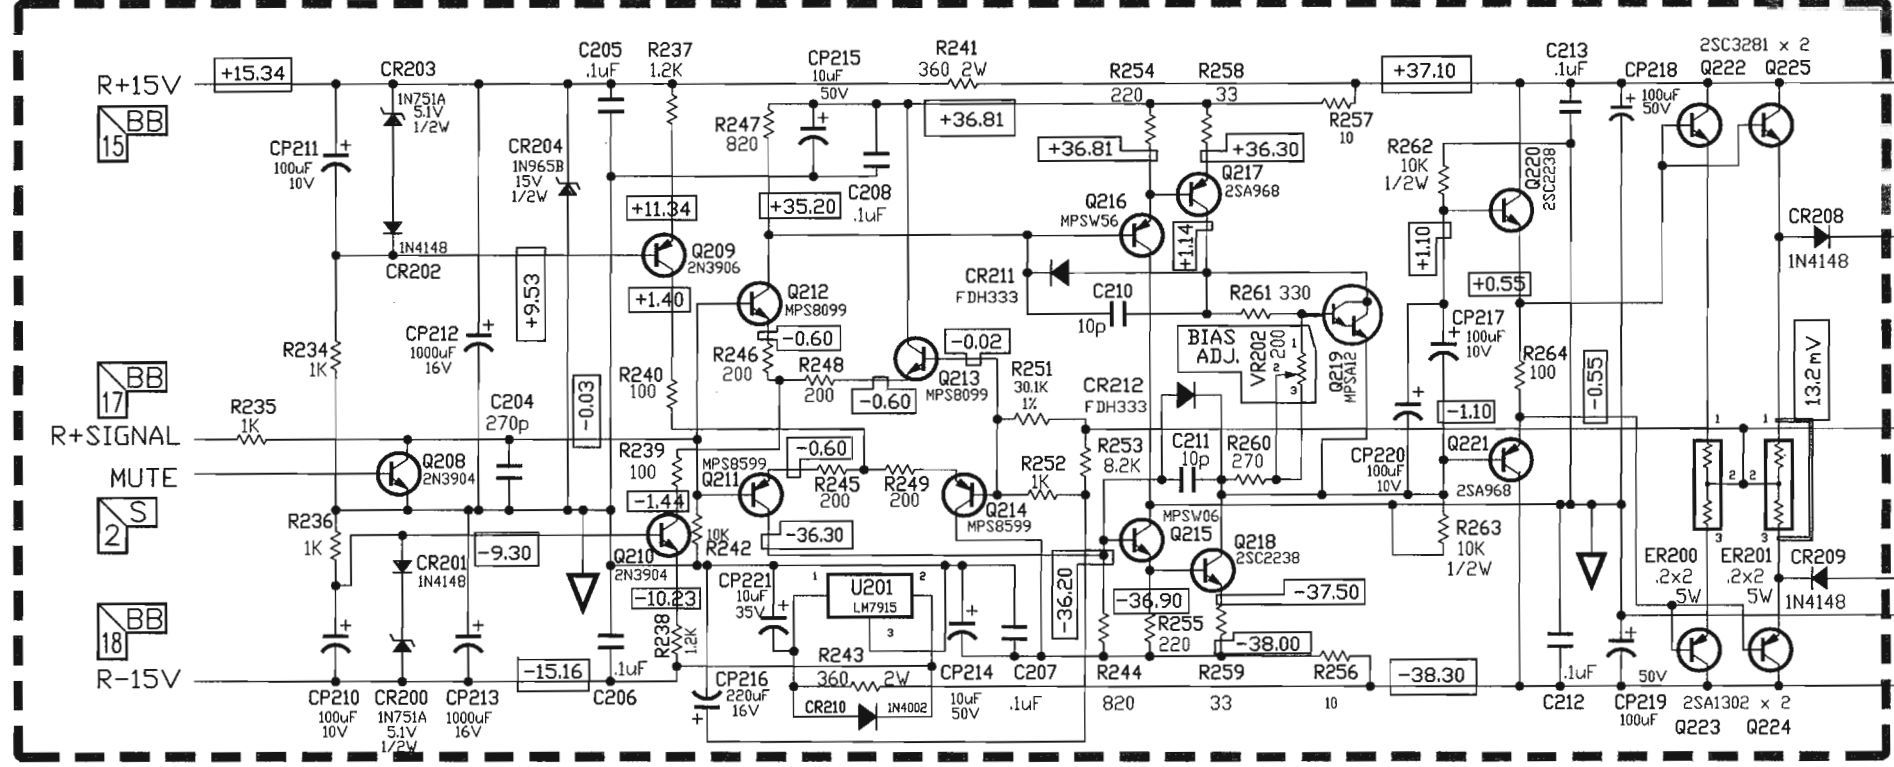 R+15V
+15.34
BB
15
CR203
1N751A
5.1V
1/2W
CP211
100uF
10V
1N4148
CR202
CR204
1N965B
15V
1/2W
C205
.1uF
R237
1.2K
+11.34
Q209
2N3906
+9.53
+1.40
CP212
1000uF
16V
R234
1K
BB
17
R235
1K
R+SIGNAL
MUTE
S
2
Q208
2N3904
C204
270p
-0.03
R236
1K
CR201
1N4148
-9.30
BB
18
R-15V
CP210
100uF
10V
CR200
1N751A
5.1V
1/2W
CP213
1000uF
16V
-15.16
.1uF
C206
R240
100
R239
100
-1.44
Q210
2N3904
-10.23
R238
1.2K
10K
R242
CP215
10uF
50V
R241
360 2W
R247
820
C208
.1uF
+36.81
+35.20
Q212
MPS8099
-0.60
R246
200
R248
200
Q213
MPS8099
-0.02
-0.60
MPS8599
Q211
-0.60
R245
200
R249
200
Q214
MPS8599
-36.30
CP221
10uF
35V
1
U201
2
LM7915
3
R243
360 2W
CP216
220uF
16V
CR210
1N4002
CP214
10uF
50V
C207
.1uF
R251
30.1K
1%
R252
1K
-36.20
R254
220
R258
33
R257
10
+36.81
+36.30
Q216
MPSW56
Q217
2SA968
+1.14
CR211
FDH333
C210
10p
R261 330
BIAS
ADJ.
VR202
200
1
2
3
Q219
MPSA12
CR212
FDH333
R253
8.2K
C211
10p
R260
270
MPSW06
Q215
Q218
2SC2238
-37.50
-36.90
R255
220
-38.00
R244
820
R259
33
R256
10
+37.10
R262
10K
1/2W
+1.10
Q220
2SC2238
+0.55
CP217
100uF
10V
R264
100
-0.55
CP220
100uF
10V
-1.10
Q221
2SA968
R263
10K
1/2W
-38.30
C213
.1uF
CP218
100uF
50V
2SC3281 x 2
Q222
Q225
CR208
1N4148
13.2mV
1
1
2
2
3
3
ER200
.2x2
5W
ER201
.2x2
5W
CR209
1N4148
.1uF
C212
50V
CP219
100uF
2SA1302 x 2
Q223
Q224